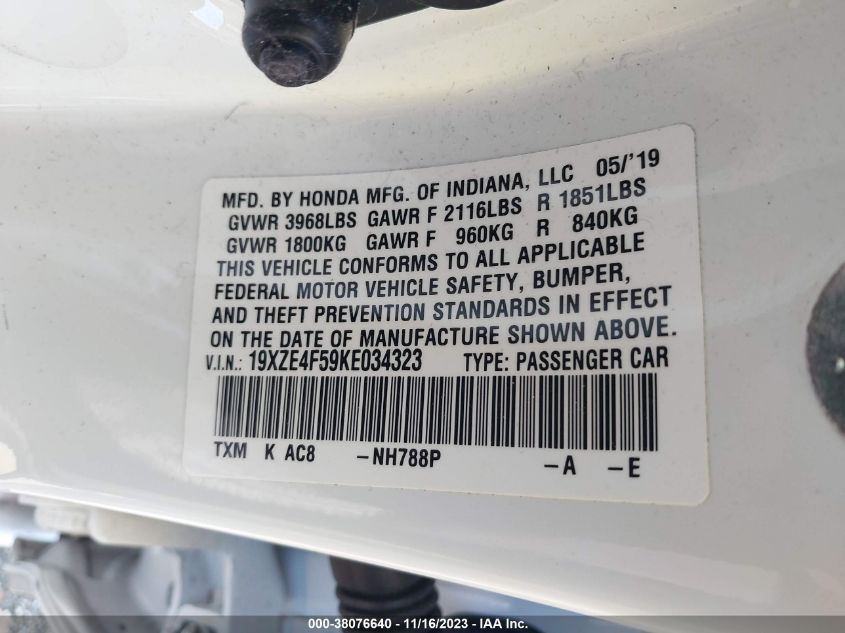 MFD. BY HONDA MFG. OF INDIANA, LLC 05/'19
GVWR 3968LBS GAWR F 2116LBS R 1851LBS
GVWR 1800KG GAWR F 960KG R 840KG
THIS VEHICLE CONFORMS TO ALL APPLICABLE
FEDERAL MOTOR VEHICLE SAFETY, BUMPER,
AND THEFT PREVENTION STANDARDS IN EFFECT
ON THE DATE OF MANUFACTURE SHOWN ABOVE.
V.I.N.: 19XZE4F59KE034323 TYPE: PASSENGER CAR
TXM K AC8 -NH788P -A -E
000-38076640 - 11/16/2023 - IAA Inc.